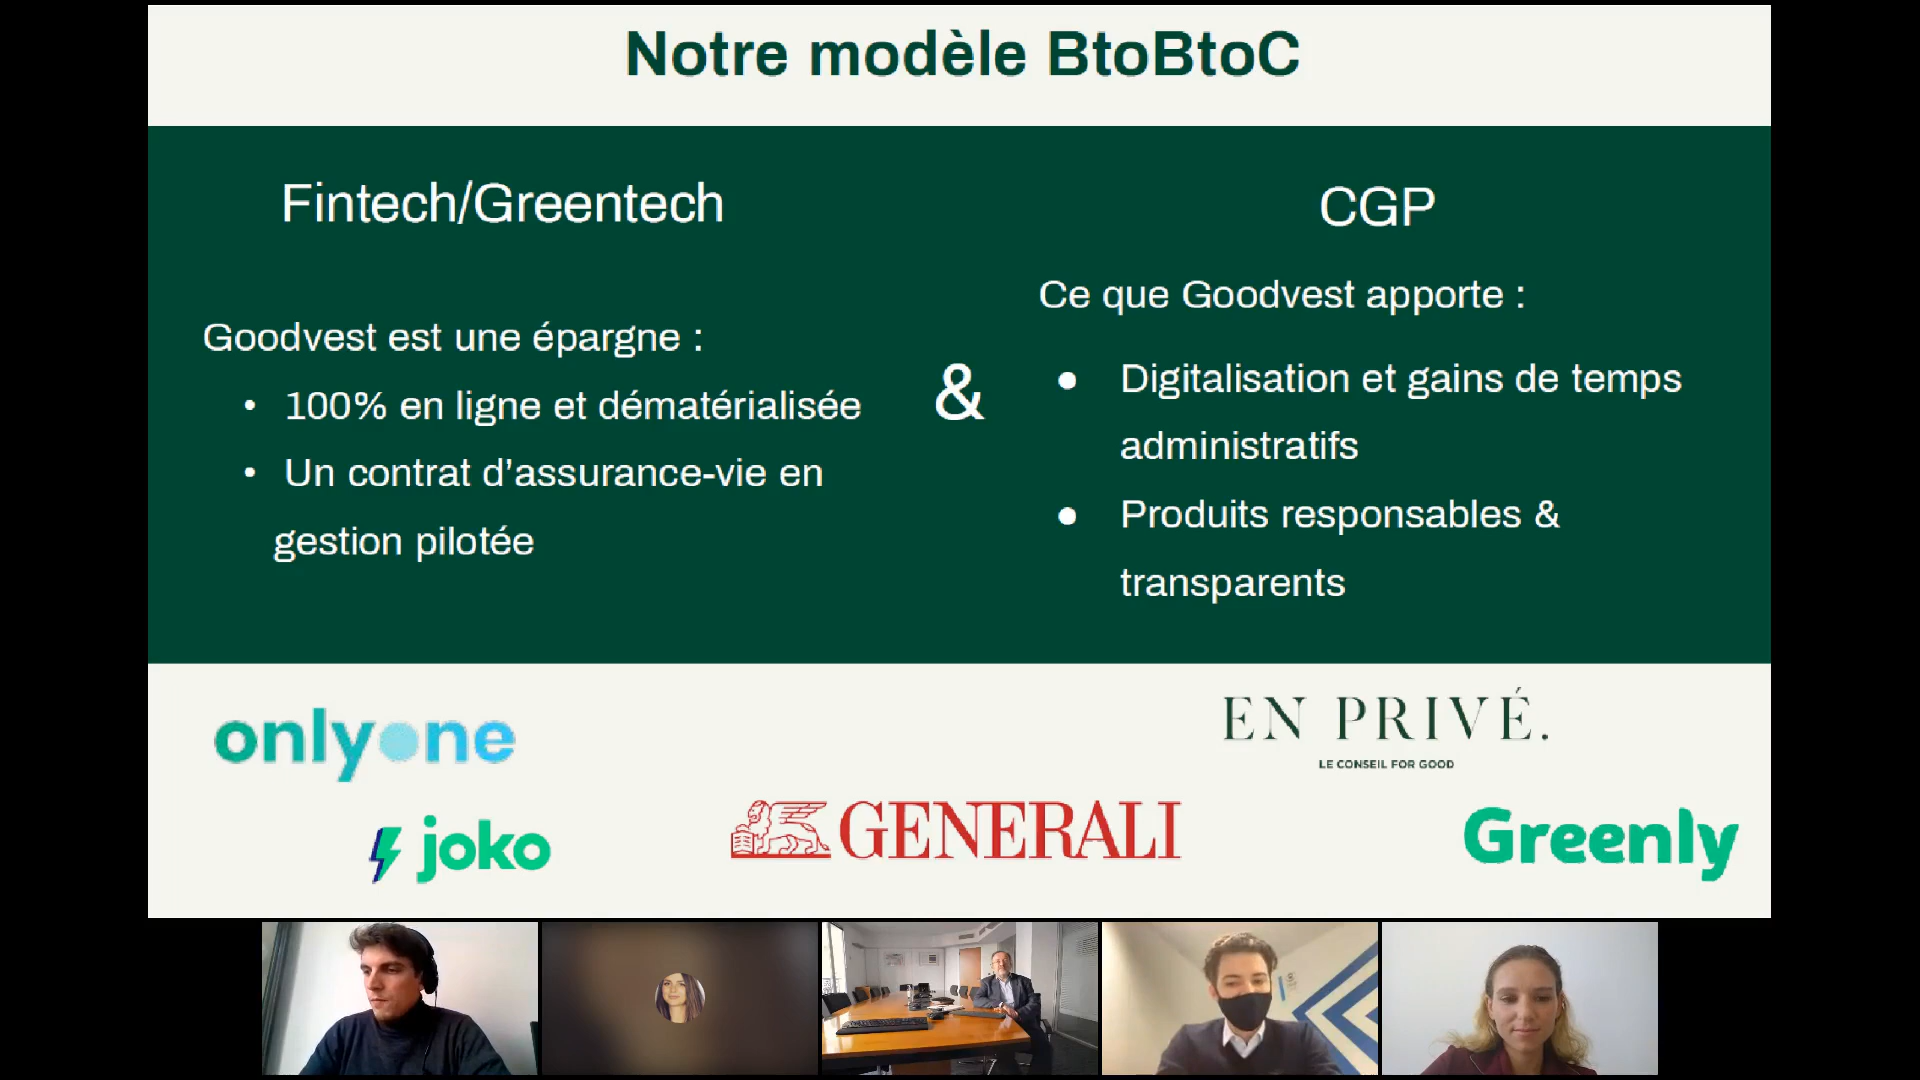 Notre modèle BtoBtoC
Fintech/Greentech
Goodvest est une épargne :
• 100% en ligne et dématérialisée
• Un contrat d’assurance-vie en
gestion pilotée
&
CGP
Ce que Goodvest apporte :
● Digitalisation et gains de temps
administratifs
● Produits responsables &
transparents
onlyone
joko
GENERALI
EN PRIVÉ.
LE CONSEIL FOR GOOD
Greenly